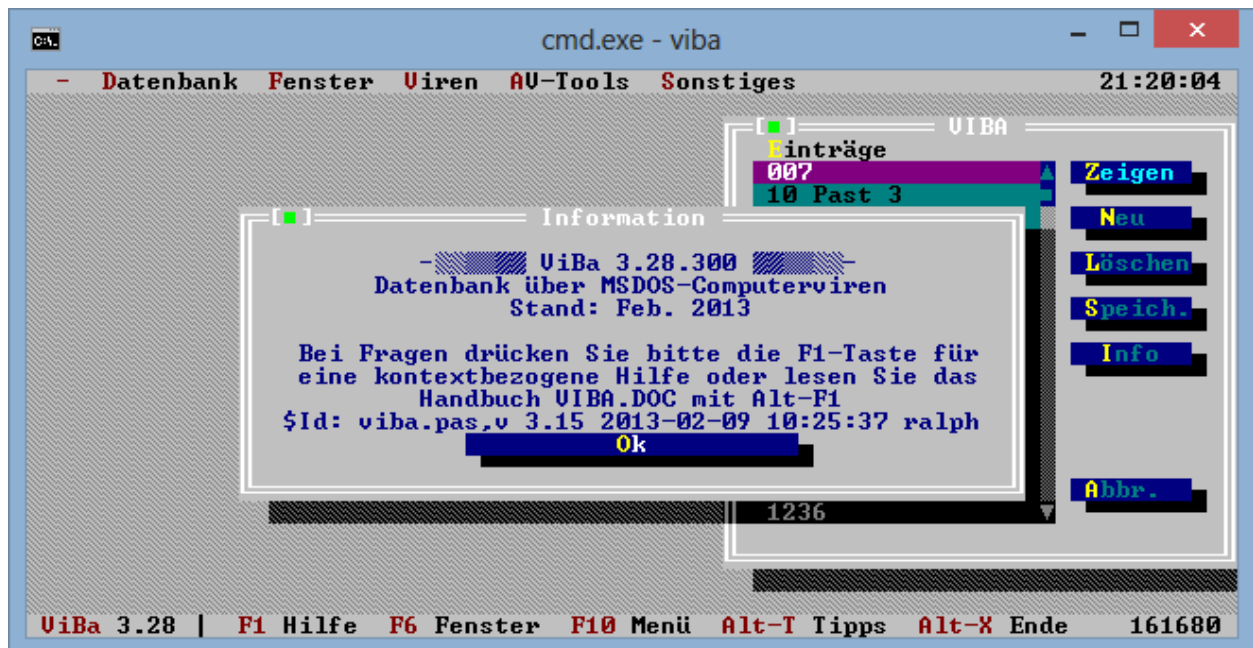 cmd.exe - viba
- Datenbank Fenster Viren AV-Tools Sonstiges 21:20:04
VIBA
Einträge
007
10 Past 3
Zeigen
Neu
Löschen
Speich.
Info
Abbr.
1236
Information
ViBa 3.28.300
Datenbank über MSDOS-Computerviren
Stand: Feb. 2013
Bei Fragen drücken Sie bitte die F1-Taste für
eine kontextbezogene Hilfe oder lesen Sie das
Handbuch VIBA.DOC mit Alt-F1
$Id: viba.pas,v 3.15 2013-02-09 10:25:37 ralph
Ok
ViBa 3.28 | F1 Hilfe F6 Fenster F10 Menü Alt-T Tipps Alt-X Ende 161680